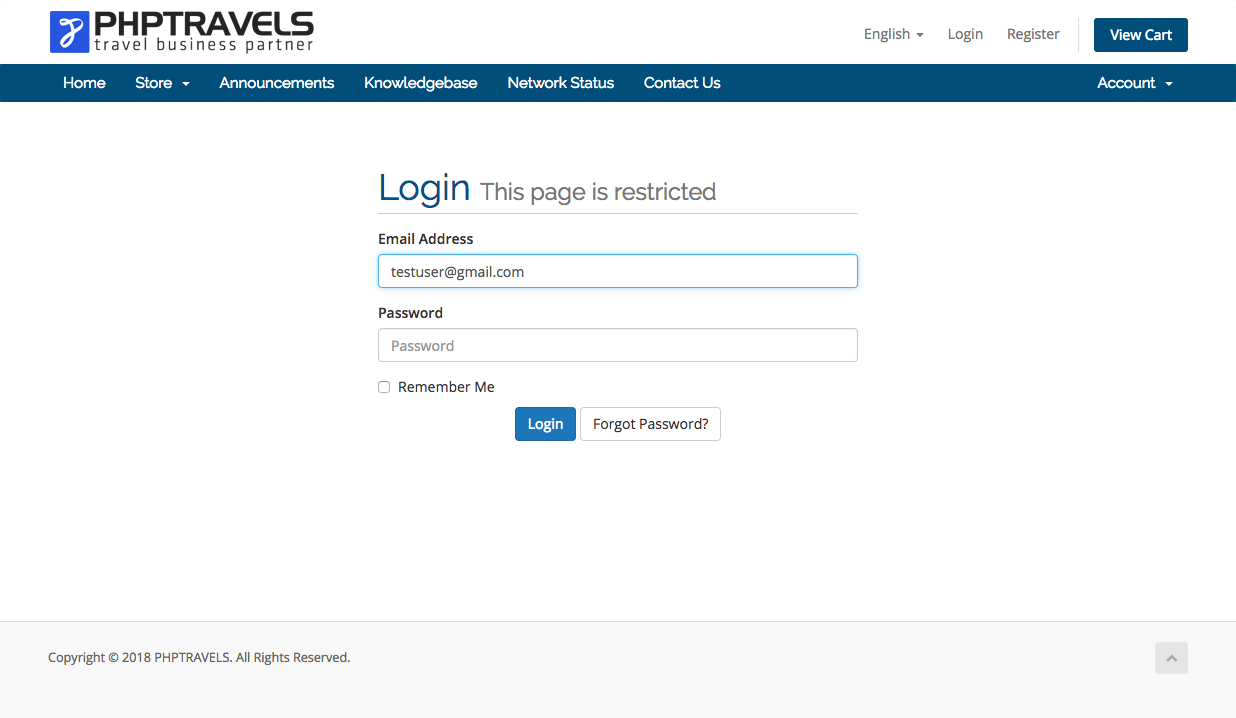 PHPTRAVELS
travel business partner
English Login Register View Cart
Home Store Announcements Knowledgebase Network Status Contact Us Account
Login This page is restricted
Email Address
testuser@gmail.com
Password
Password
Remember Me
Login Forgot Password?
Copyright © 2018 PHPTRAVELS. All Rights Reserved.